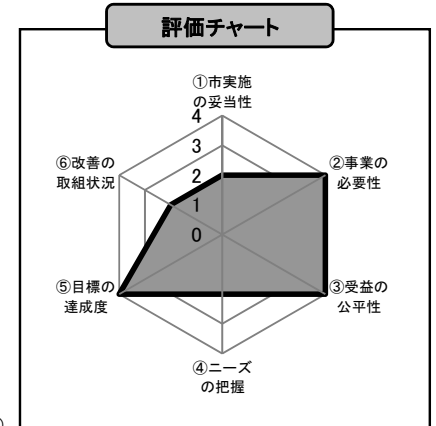 評価チャート
①市実施
の妥当性
4
3
2
1
0
②事業の
必要性
③受益の
公平性
④ニーズ
の把握
⑤目標の
達成度
⑥改善の
取組状況